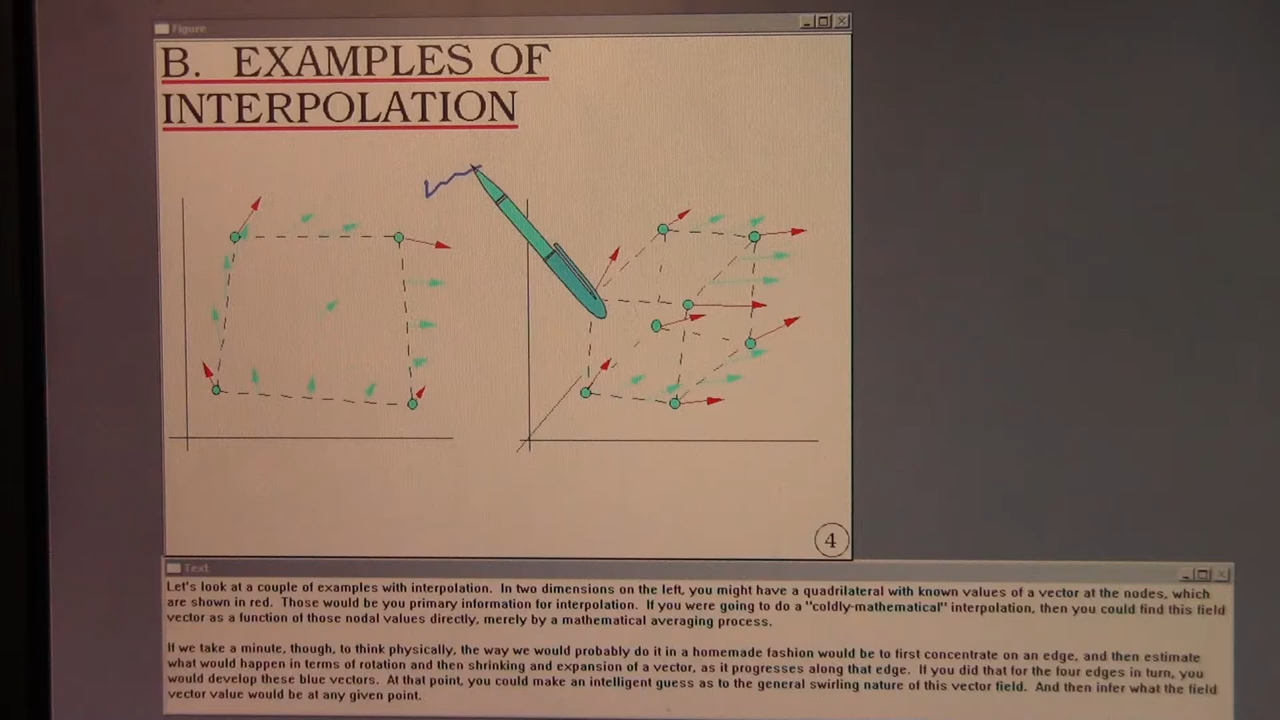 Figure
B. EXAMPLES OF
INTERPOLATION
4
Text
Let's look at a couple of examples with interpolation. In two dimensions on the left, you might have a quadrilateral with known values of a vector at the nodes, which
are shown in red. Those would be you primary information for interpolation. If you were going to do a "coldly-mathematical" interpolation, then you could find this field
vector as a function of those nodal values directly, merely by a mathematical averaging process.
If we take a minute, though, to think physically, the way we would probably do it in a homemade fashion would be to first concentrate on an edge, and then estimate
what would happen in terms of rotation and then shrinking and expansion of a vector, as it progresses along that edge. If you did that for the four edges in turn, you
would develop these blue vectors. At that point, you could make an intelligent guess as to the general swirling nature of this vector field. And then infer what the field
vector value would be at any given point.